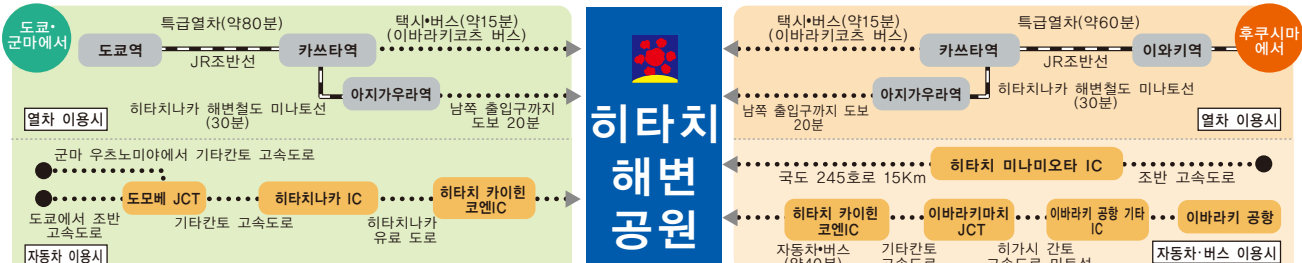 도쿄·
군마에서
특급열차(약80분)
도쿄역
카쓰타역
JR조반선
택시•버스(약15분)
(이바라키코츠 버스)
아지가우라역
히타치나카 해변철도 미나토선
(30분)
남쪽 출입구까지
도보 20분
열차 이용시
군마 우츠노미야에서 기타칸토 고속도로
도모베 JCT
히타치나카 IC
히타치 카이힌
코엔IC
도쿄에서 조반
고속도로
기타칸토 고속도로
히타치나카
유료 도로
자동차 이용시
히타치
해변
공원
택시•버스(약15분)
(이바라키코츠 버스)
특급열차(약60분)
카쓰타역
이와키역
JR조반선
후쿠시마
에서
아지가우라역
히타치나카 해변철도 미나토선
(30분)
남쪽 출입구까지 도보
20분
열차 이용시
히타치 미나미오타 IC
국도 245호로 15Km
조반 고속도로
히타치 카이힌
코엔IC
이바라키마치
JCT
이바라키 공항 기타
IC
이바라키 공항
자동차•버스
(약40분)
기타칸토
고속도로
히가시 간토
고속도로 미토선
자동차·버스 이용시